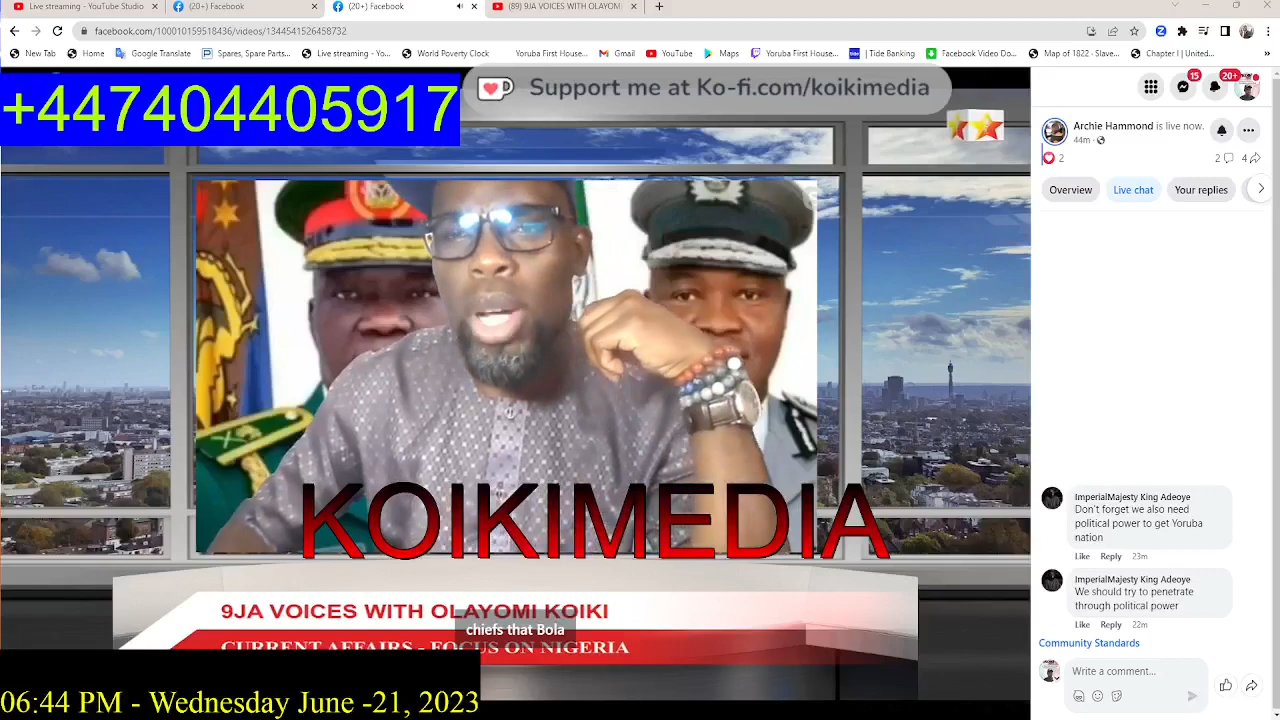 Live streaming - YouTube Studio
(20+) Facebook
(20+) Facebook
(89) 9JA VOICES WITH OLAYOMI
facebook.com/100010159518436/videos/1344541526458732
New Tab
Home
Google Translate
Spares, Spare Parts...
Live streaming - Yo...
World Poverty Clock
Yoruba First House...
Gmail
YouTube
Maps
Yoruba First House...
| Tide Banking
Facebook Video Do...
Map of 1822 - Slave...
Chapter I | United...
+447404405917
Support me at Ko-fi.com/koikimedia
KOIKIMEDIA
9JA VOICES WITH OLAYOMI KOIKI
chiefs that Bola
CURRENT AFFAIRS - FOCUS ON NIGERIA
06:44 PM - Wednesday June -21, 2023
15
20+
Archie Hammond is live now.
44m
2
2
4
Overview
Live chat
Your replies
ImperialMajesty King Adeoye
Don't forget we also need
political power to get Yoruba
nation
Like Reply 23m
ImperialMajesty King Adeoye
We should try to penetrate
through political power
Like Reply 22m
Community Standards
Write a comment...